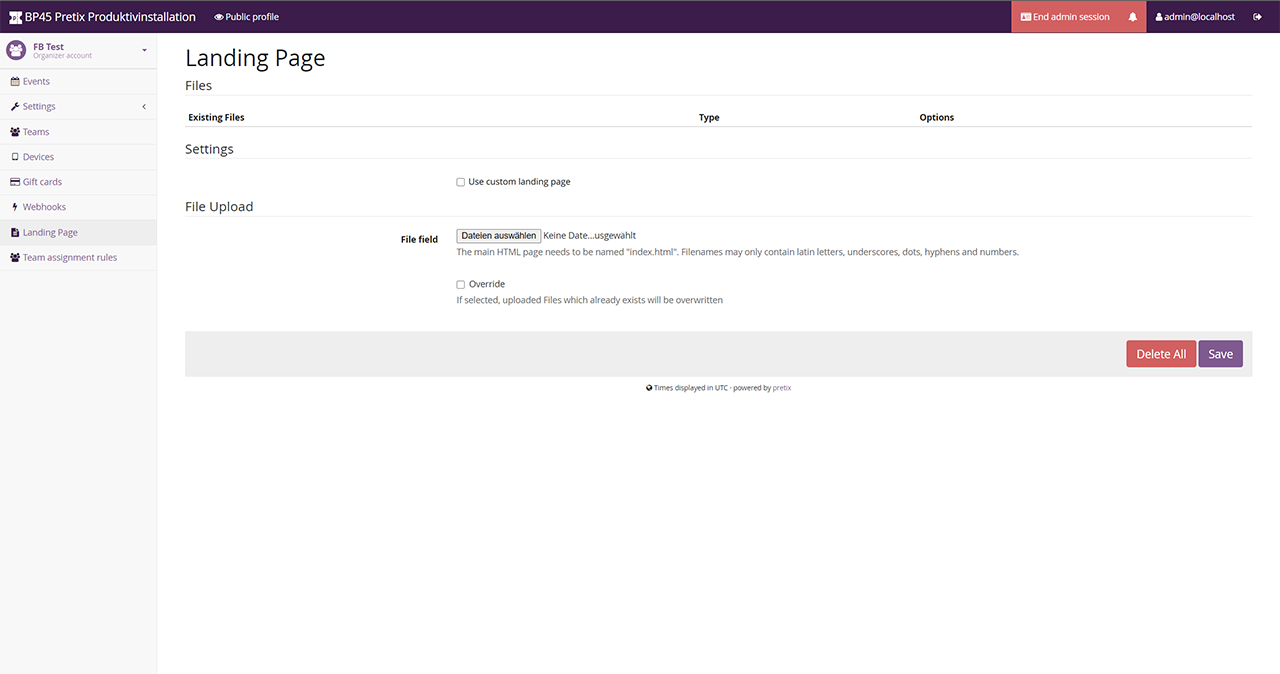 BP45 Pretix Produktivinstallation
Public profile
End admin session
admin@localhost
FB Test
Organizer account
Events
Settings
Teams
Devices
Gift cards
Webhooks
Landing Page
Team assignment rules
Landing Page
Files
Existing Files Type Options
Settings
Use custom landing page
File Upload
File field Dateien auswählen Keine Date...usgewählt
The main HTML page needs to be named "index.html". Filenames may only contain latin letters, underscores, dots, hyphens and numbers.
Override
If selected, uploaded Files which already exists will be overwritten
Delete All Save
Times displayed in UTC · powered by pretix